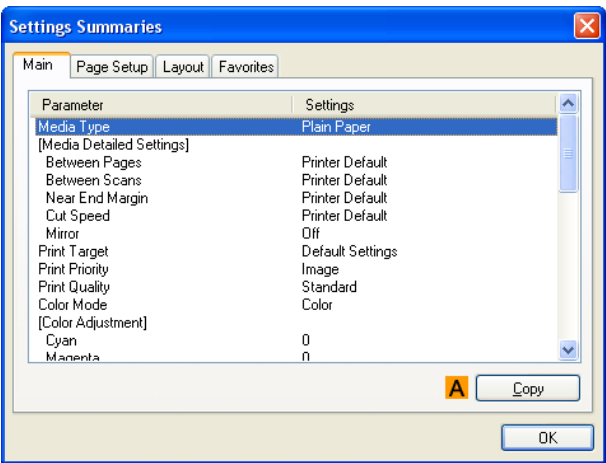 Settings Summaries
Main Page Setup Layout Favorites
Parameter Settings
Media Type Plain Paper
[Media Detailed Settings]
Between Pages Printer Default
Between Scans Printer Default
Near End Margin Printer Default
Cut Speed Printer Default
Mirror Off
Print Target Default Settings
Print Priority Image
Print Quality Standard
Color Mode Color
[Color Adjustment]
Cyan 0
Magenta 0
A Copy
OK